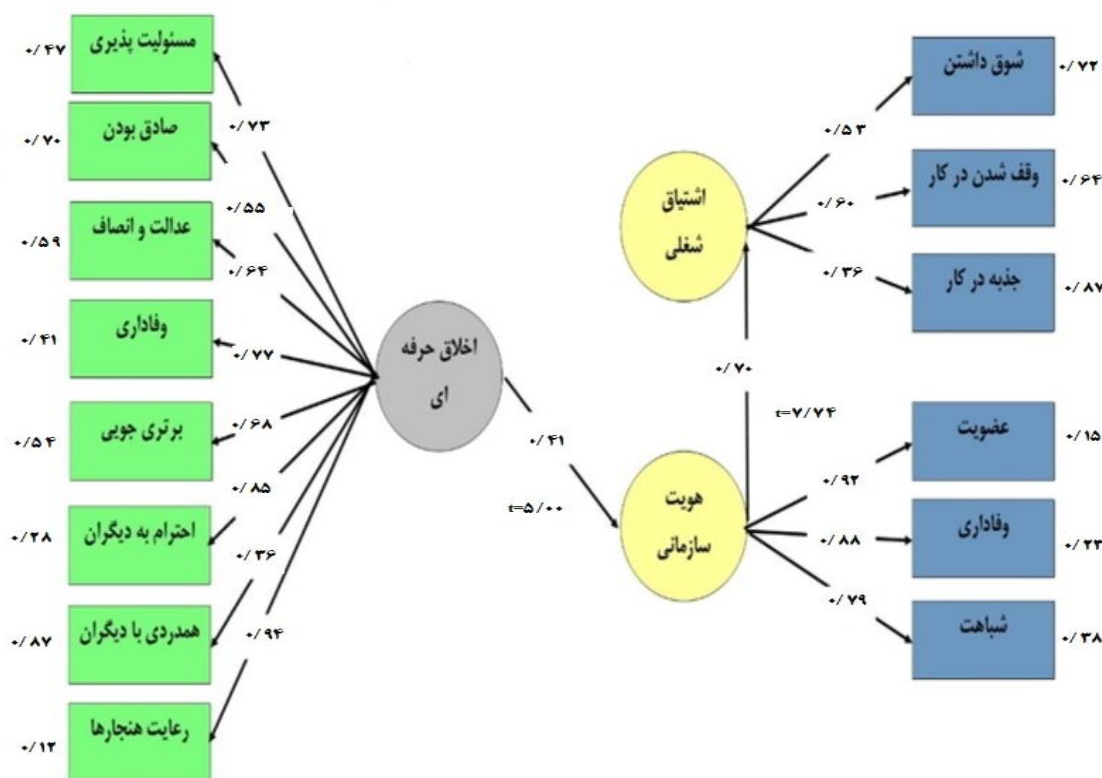 ۰/۴۷
مسئولیت پذیری
۰/۷۳
۰/۷۰
صادق بودن
۰/۵۵
۰/۵۹
عدالت و انصاف
۰/۶۴
۰/۴۱
وفاداری
۰/۷۷
۰/۵۴
برتری جویی
۰/۶۸
۰/۲۸
احترام به دیگران
۰/۸۵
۰/۸۷
همدردی با دیگران
۰/۳۶
۰/۱۲
رعایت هنجارها
۰/۹۴
اخلاق حرفه
ای
۰/۴۱
t=۵/۰۰
هویت
سازمانی
۰/۷۰
t=۷/۷۴
اشتیاق
شغلی
۰/۵۳
شوق داشتن
۰/۷۲
۰/۶۰
وقف شدن در کار
۰/۶۴
۰/۳۶
جذبه در کار
۰/۸۷
۰/۹۲
عضویت
۰/۱۵
۰/۸۸
وفاداری
۰/۲۳
۰/۷۹
شباهت
۰/۳۸